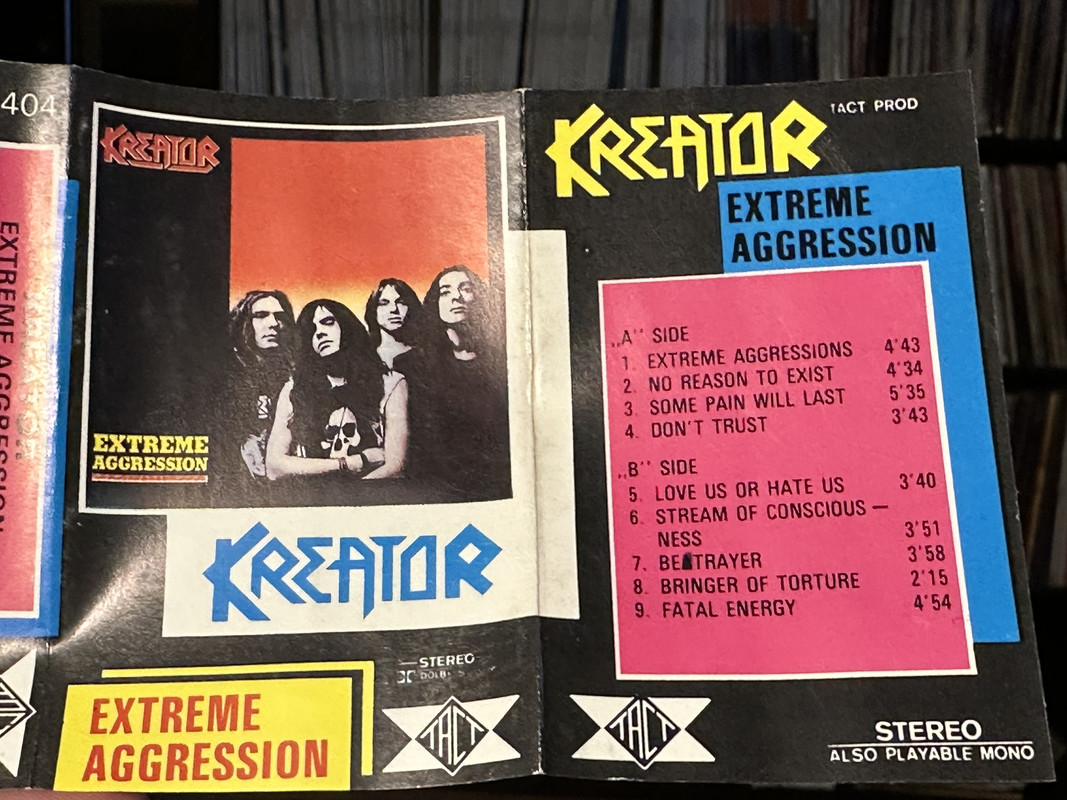 404
EXTREME AGGRESSION
KREATOR
EXTREME
AGGRESSION
KREATOR
STEREO
DOLBY S
EXTREME
AGGRESSION
TACT
KREATOR
TACT PROD
EXTREME
AGGRESSION
„A" SIDE
1. EXTREME AGGRESSIONS 4'43
2. NO REASON TO EXIST 4'34
3. SOME PAIN WILL LAST 5'35
4. DON'T TRUST 3'43
„B" SIDE
5. LOVE US OR HATE US 3'40
6. STREAM OF CONSCIOUS –
NESS 3'51
7. BETRAYER 3'58
8. BRINGER OF TORTURE 2'15
9. FATAL ENERGY 4'54
TACT
STEREO
ALSO PLAYABLE MONO